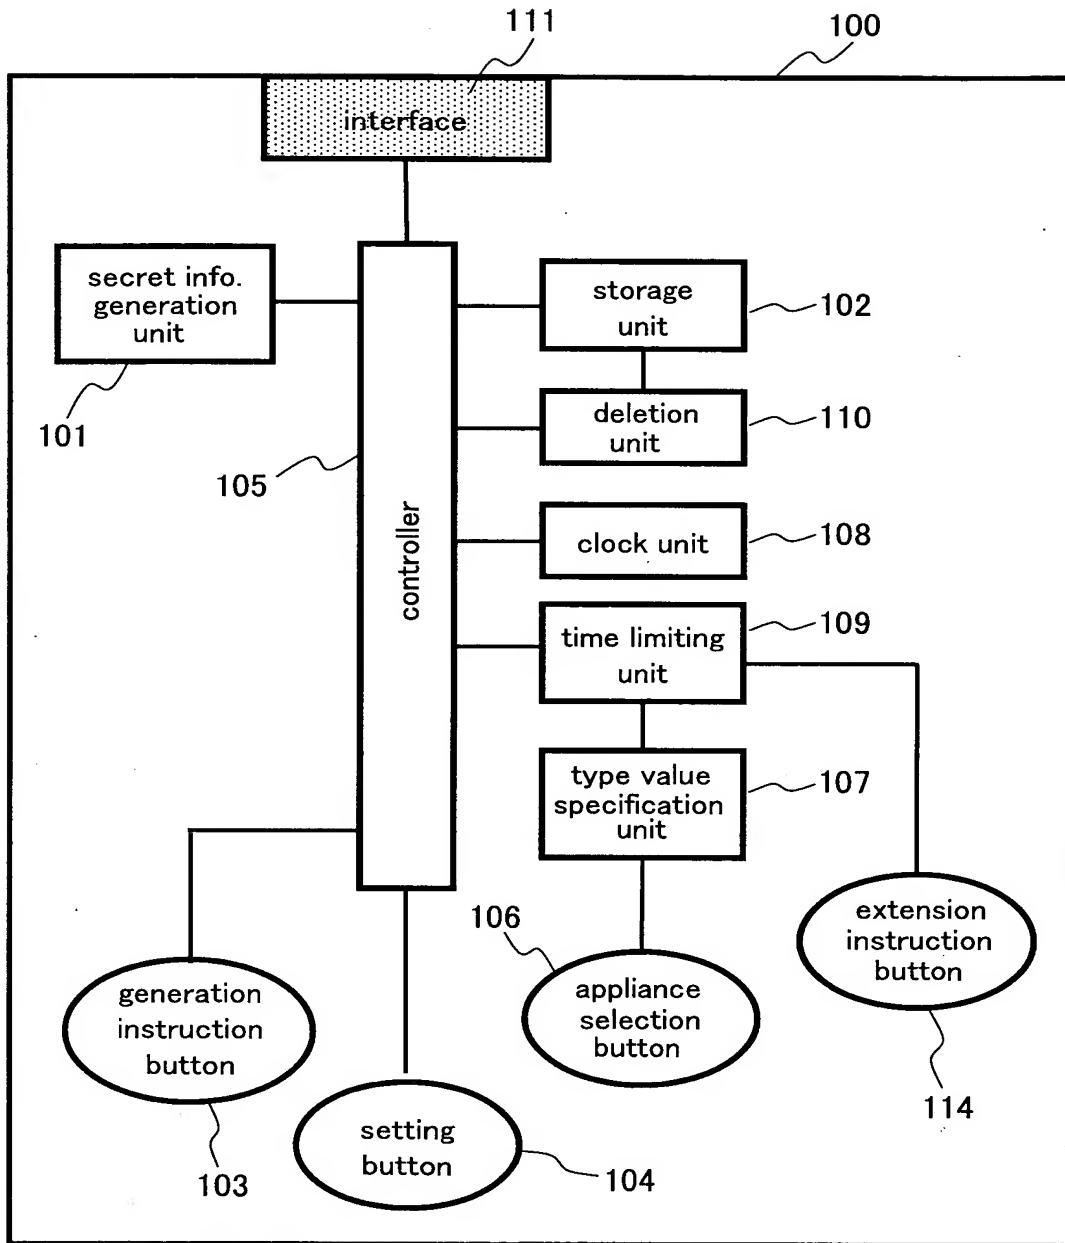 111
100
interface
secret info.
generation
unit
101
storage
unit
102
deletion
unit
110
105
controller
clock unit
108
time limiting
unit
109
type value
specification
unit
107
106
appliance
selection
button
extension
instruction
button
114
generation
instruction
button
103
setting
button
104